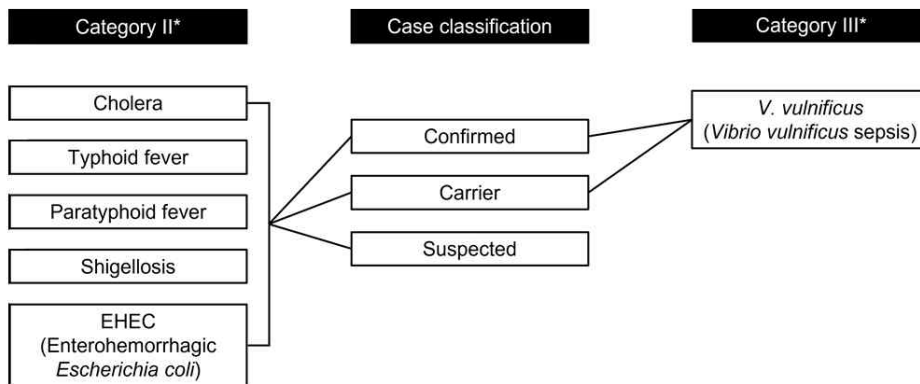 Category II*
Cholera
Typhoid fever
Paratyphoid fever
Shigellosis
EHEC
(Enterohemorrhagic
Escherichia coli)
Case classification
Confirmed
Carrier
Suspected
Category III*
V. vulnificus
(Vibrio vulnificus sepsis)